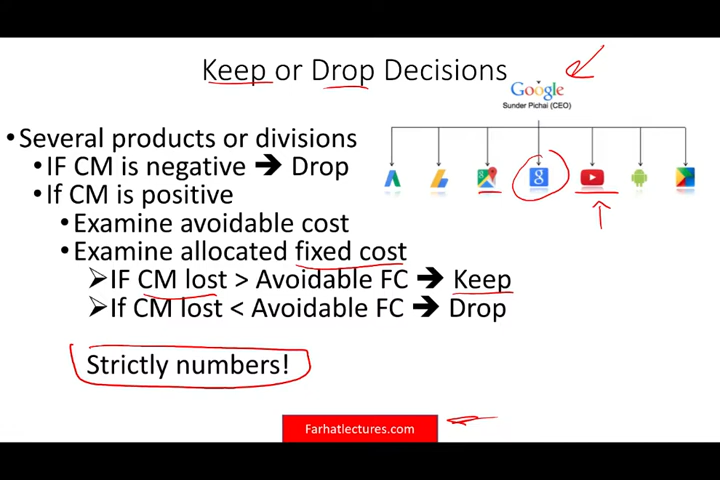 Keep or Drop Decisions
Google
Sunder Pichai (CEO)
•Several products or divisions
•IF CM is negative 🡺 Drop
•If CM is positive
•Examine avoidable cost
•Examine allocated fixed cost
➢IF CM lost > Avoidable FC 🡺 Keep
➢If CM lost < Avoidable FC 🡺 Drop
Strictly numbers!
Farhatlectures.com